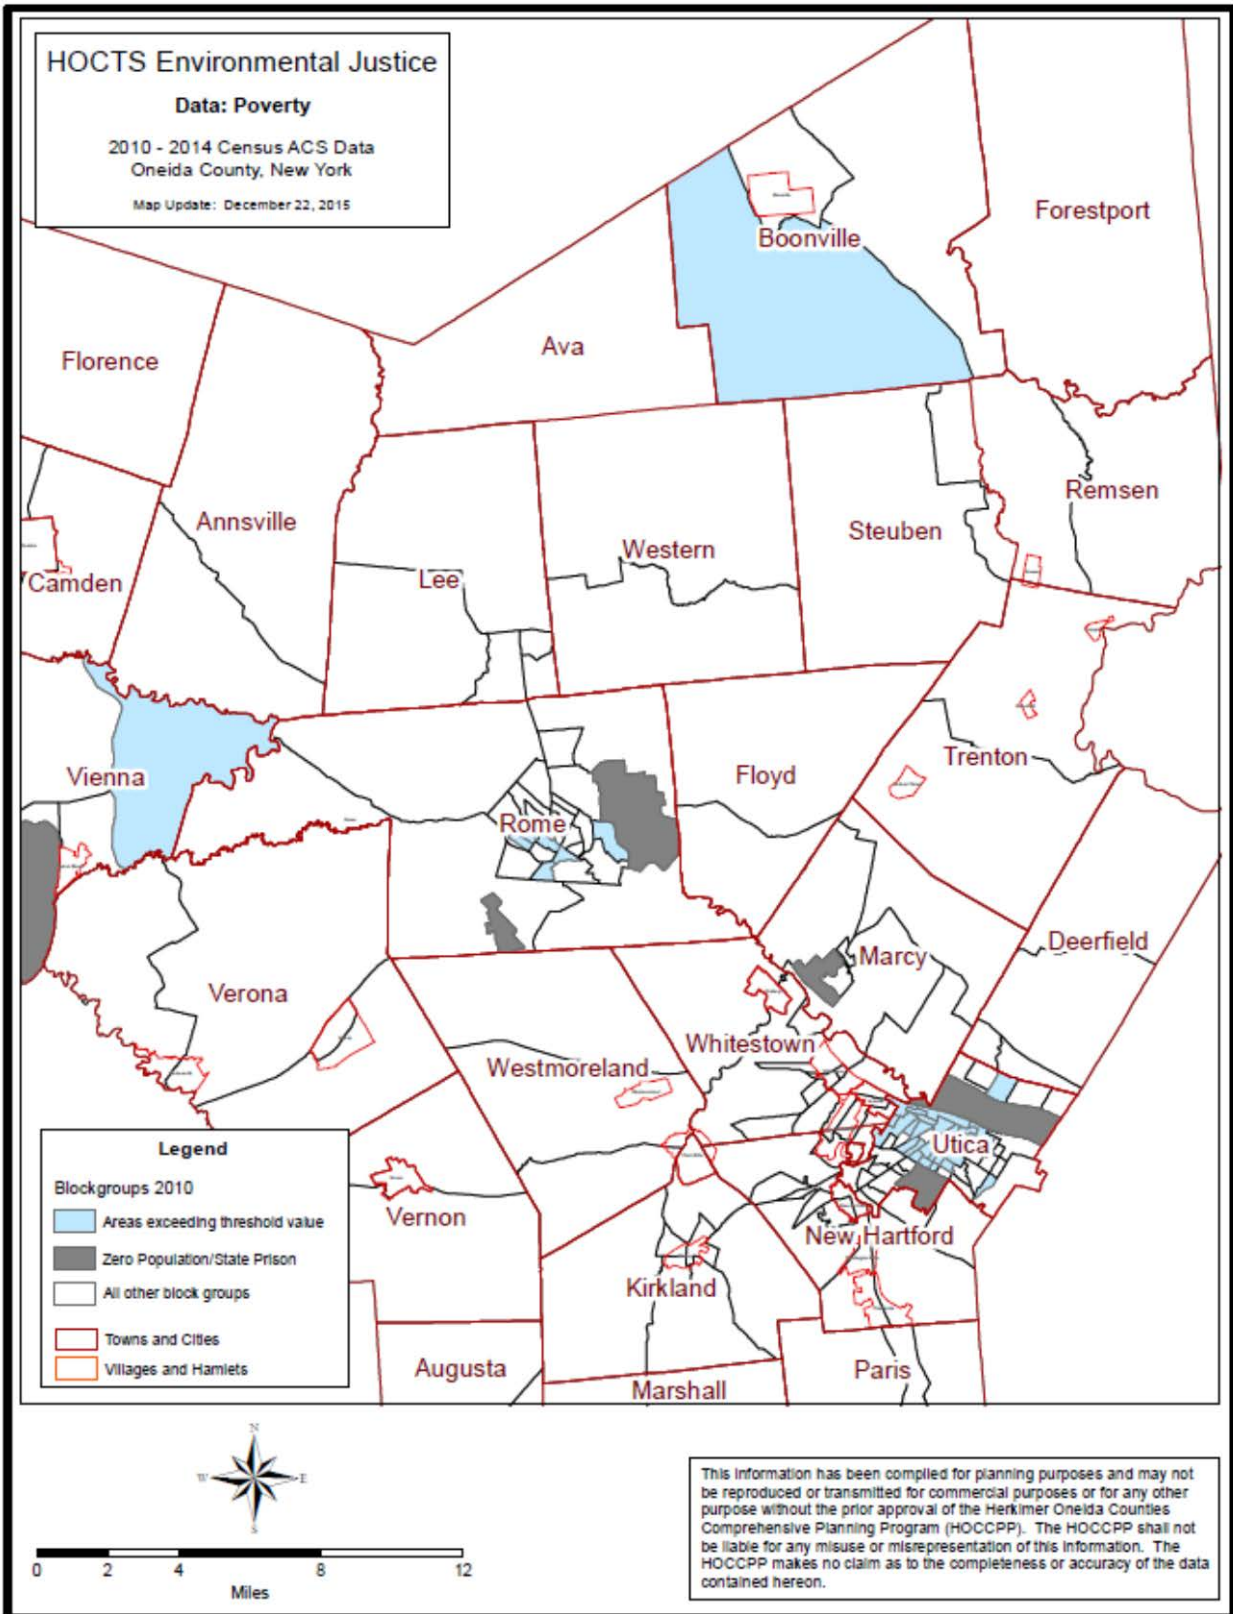 HOCTS Environmental Justice
Data: Poverty
2010 - 2014 Census ACS Data
Oneida County, New York
Map Update: December 22, 2015
Forestport
Boonville
Ava
Florence
Remsen
Annsville
Steuben
Western
Lee
Camden
Trenton
Vienna
Floyd
Rome
Deerfield
Marcy
Verona
Whitestown
Westmoreland
Utica
Vernon
New Hartford
Kirkland
Augusta
Paris
Marshall
Legend
Blockgroups 2010
Areas exceeding threshold value
Zero Population/State Prison
All other block groups
Towns and Cities
Villages and Hamlets
N
W
E
S
0 2 4 8 12
Miles
This information has been compiled for planning purposes and may not
be reproduced or transmitted for commercial purposes or for any other
purpose without the prior approval of the Herkimer Oneida Counties
Comprehensive Planning Program (HOCCPP). The HOCCPP shall not
be liable for any misuse or misrepresentation of this information. The
HOCCPP makes no claim as to the completeness or accuracy of the data
contained hereon.